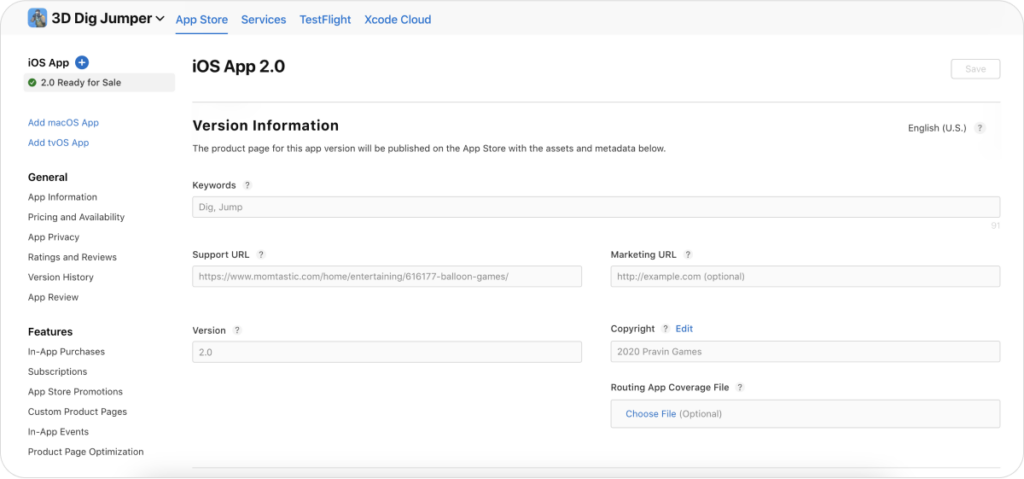 3D Dig Jumper App Store Services TestFlight Xcode Cloud
iOS App
2.0 Ready for Sale
Add macOS App
Add tvOS App
General
App Information
Pricing and Availability
App Privacy
Ratings and Reviews
Version History
App Review
Features
In-App Purchases
Subscriptions
App Store Promotions
Custom Product Pages
In-App Events
Product Page Optimization
iOS App 2.0
Save
Version Information
English (U.S.) ?
The product page for this app version will be published on the App Store with the assets and metadata below.
Keywords ?
Dig, Jump
91
Support URL ?
https://www.momtastic.com/home/entertaining/616177-balloon-games/
Marketing URL ?
http://example.com (optional)
Version ?
2.0
Copyright ? Edit
2020 Pravin Games
Routing App Coverage File ?
Choose File (Optional)